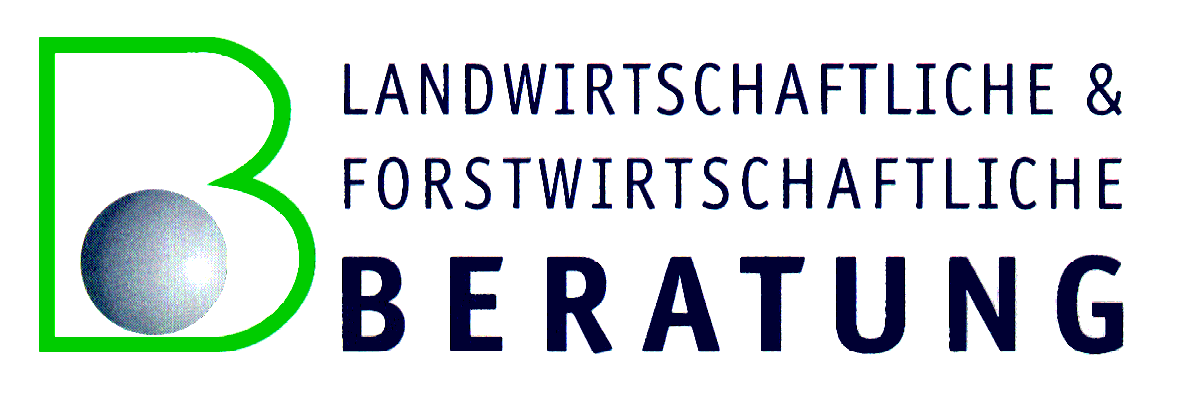 LANDWIRTSCHAFTLICHE &
FORSTWIRTSCHAFTLICHE
BERATUNG